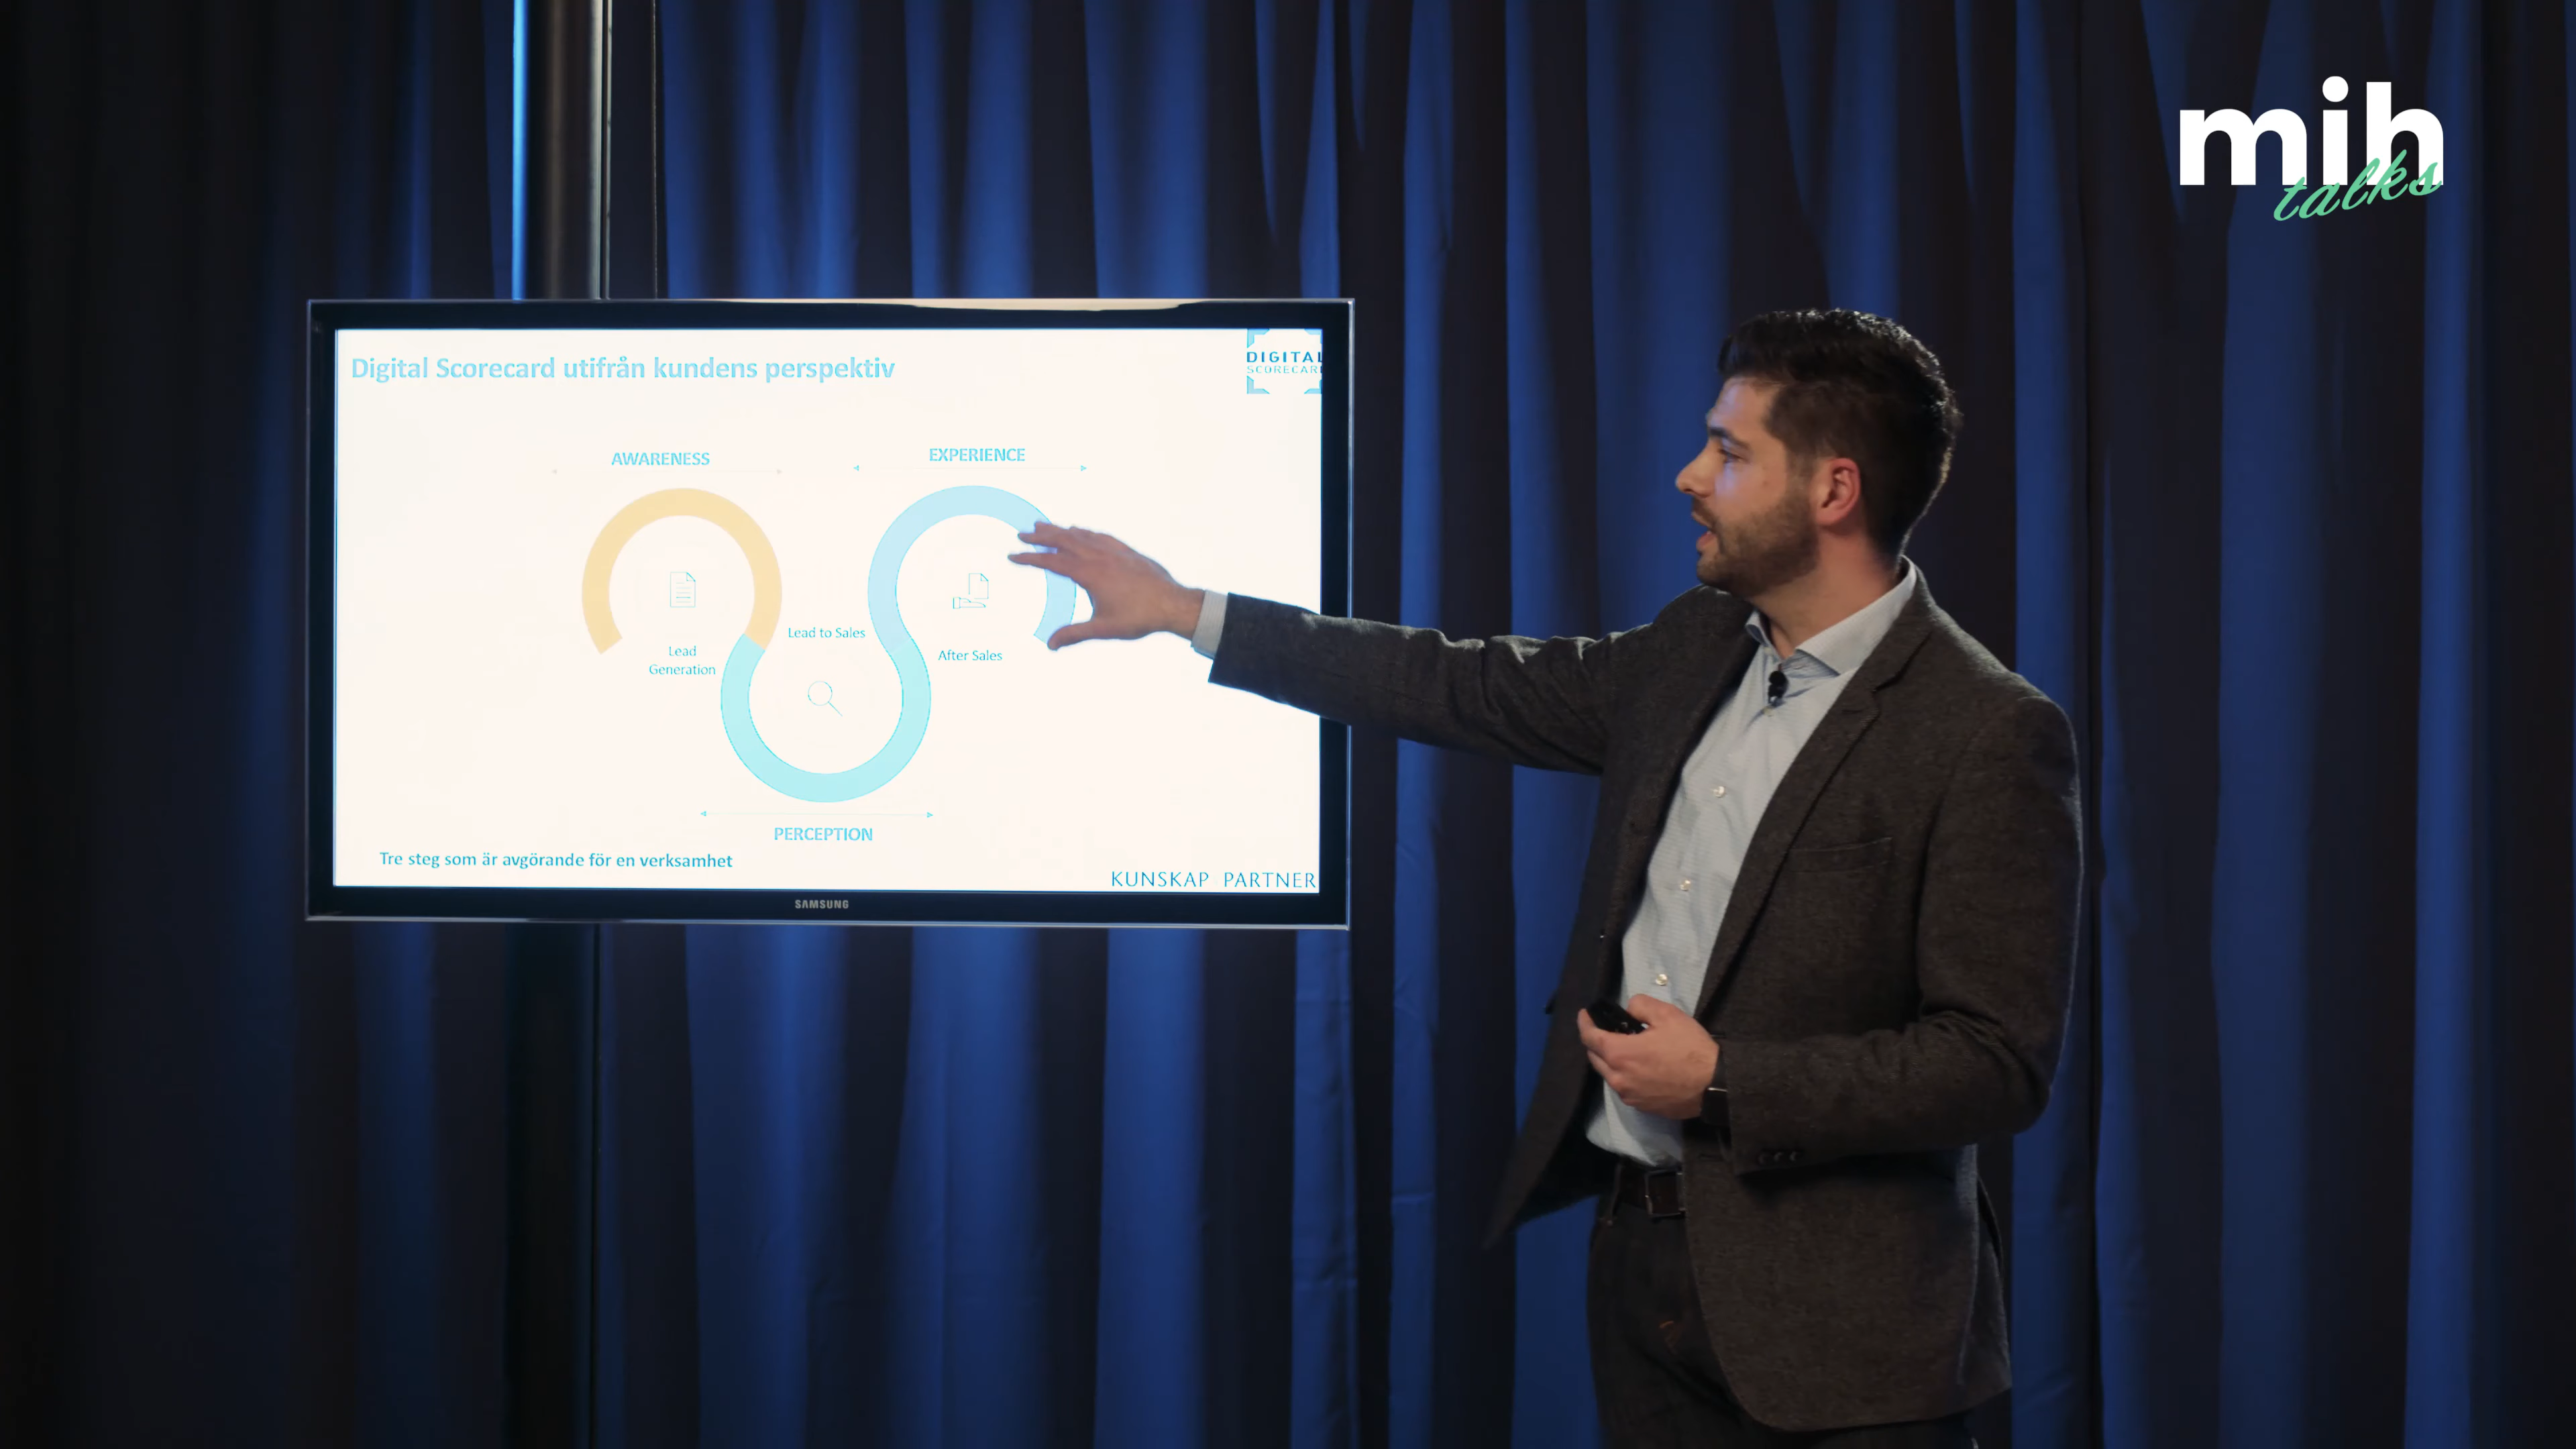 mih
talks
Digital Scorecard utifrån kundens perspektiv
DIGITAL
SCORECARD
AWARENESS
EXPERIENCE
Lead to Sales
Lead
Generation
After Sales
PERCEPTION
Tre steg som är avgörande för en verksamhet
KUNSKAP PARTNER
SAMSUNG